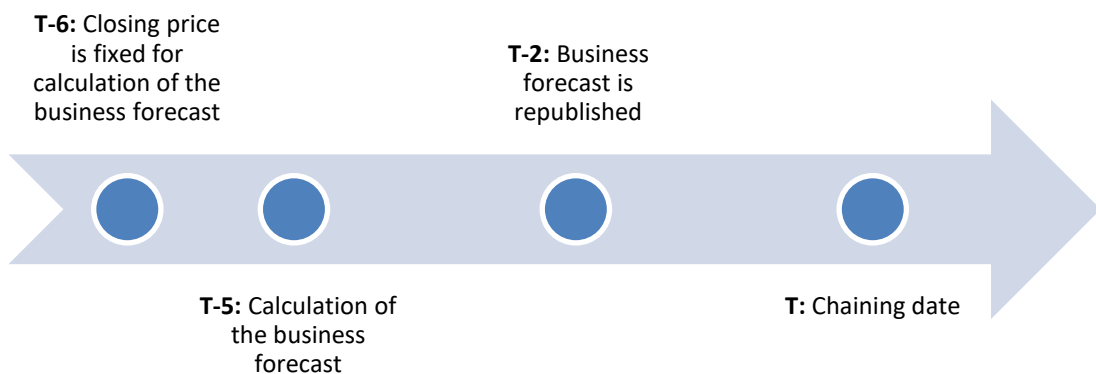 T-6: Closing price
is fixed for
calculation of the
business forecast
T-5: Calculation of
the business
forecast
T-2: Business
forecast is
republished
T: Chaining date